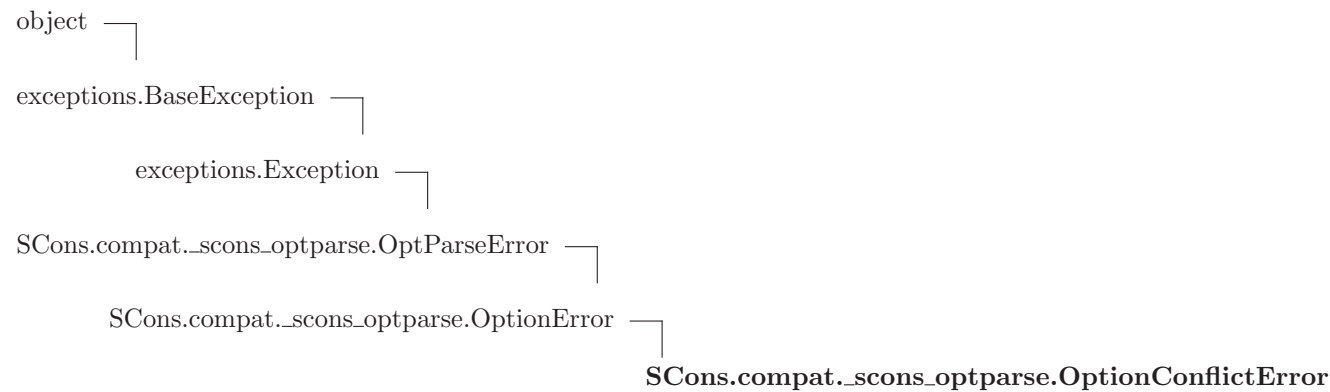 object
exceptions.BaseException
exceptions.Exception
SCons.compat._scons_optparse.OptParseError
SCons.compat._scons_optparse.OptionError
SCons.compat._scons_optparse.OptionConflictError